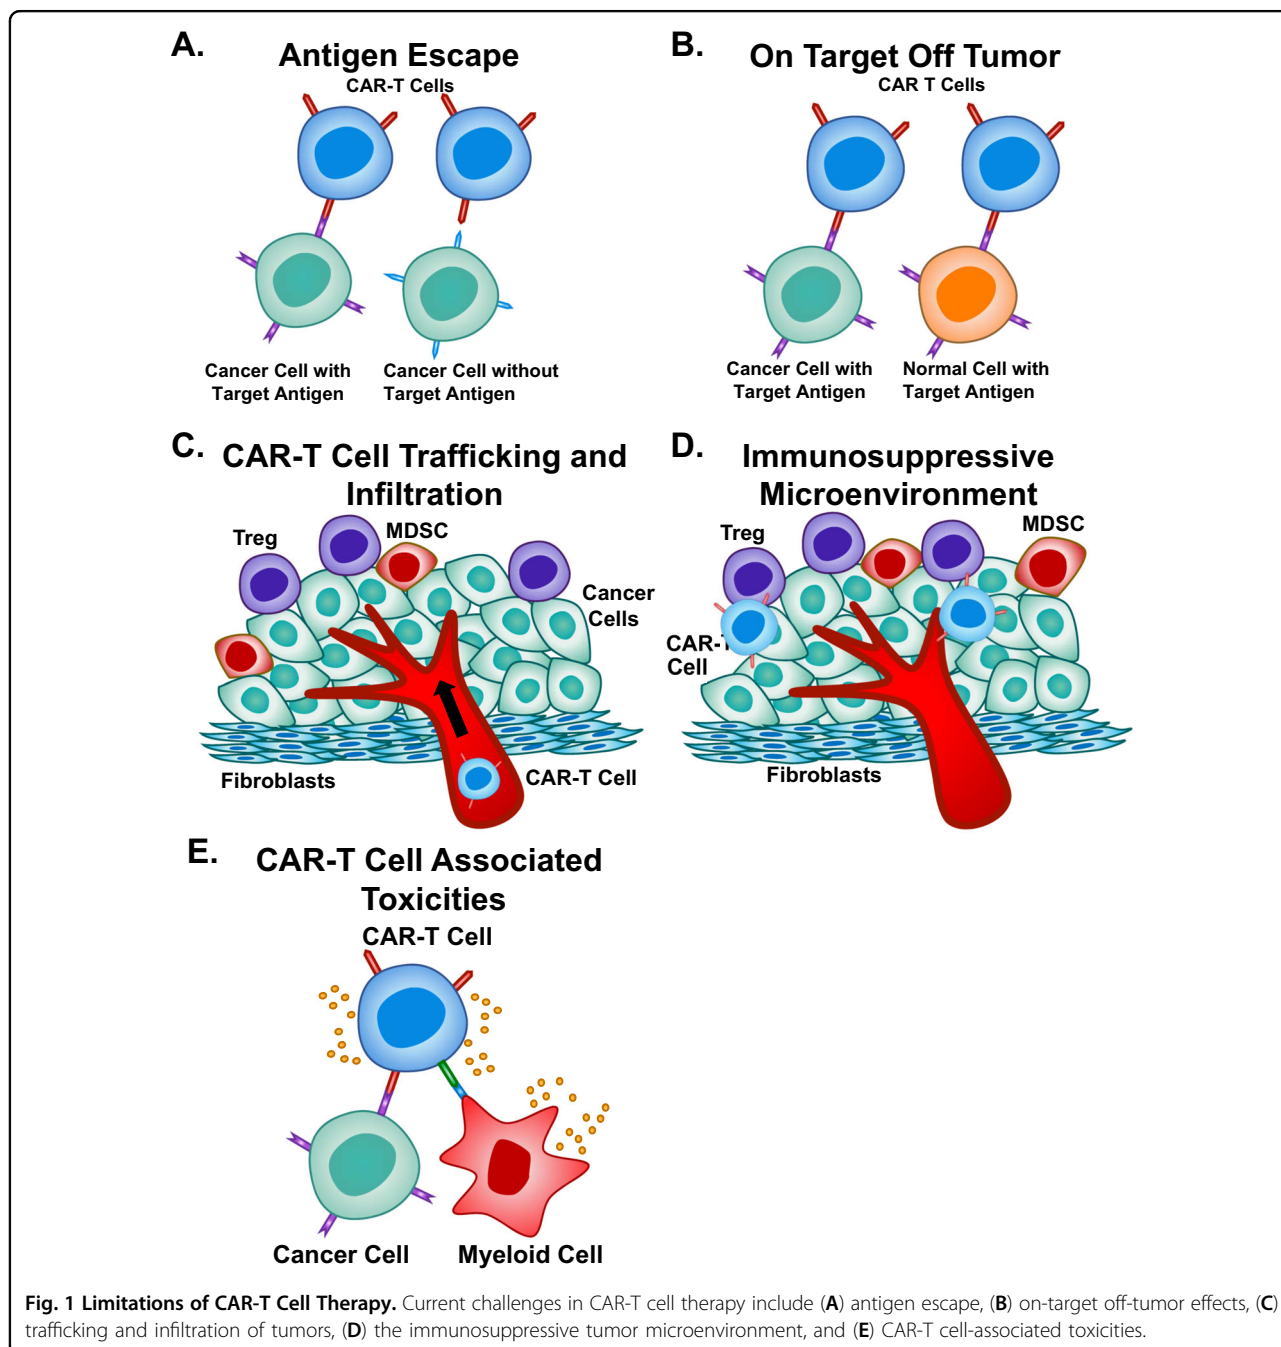 A.
Antigen Escape
CAR-T Cells
Cancer Cell with
Target Antigen
Cancer Cell without
Target Antigen
B.
On Target Off Tumor
CAR T Cells
Cancer Cell with
Target Antigen
Normal Cell with
Target Antigen
C.
CAR-T Cell Trafficking and
Infiltration
Treg
MDSC
Cancer
Cells
Fibroblasts
CAR-T Cell
D.
Immunosuppressive
Microenvironment
Treg
MDSC
CAR-T
Cell
Fibroblasts
E.
CAR-T Cell Associated
Toxicities
CAR-T Cell
Cancer Cell
Myeloid Cell
Fig. 1 Limitations of CAR-T Cell Therapy. Current challenges in CAR-T cell therapy include (A) antigen escape, (B) on-target off-tumor effects, (C)
trafficking and infiltration of tumors, (D) the immunosuppressive tumor microenvironment, and (E) CAR-T cell-associated toxicities.